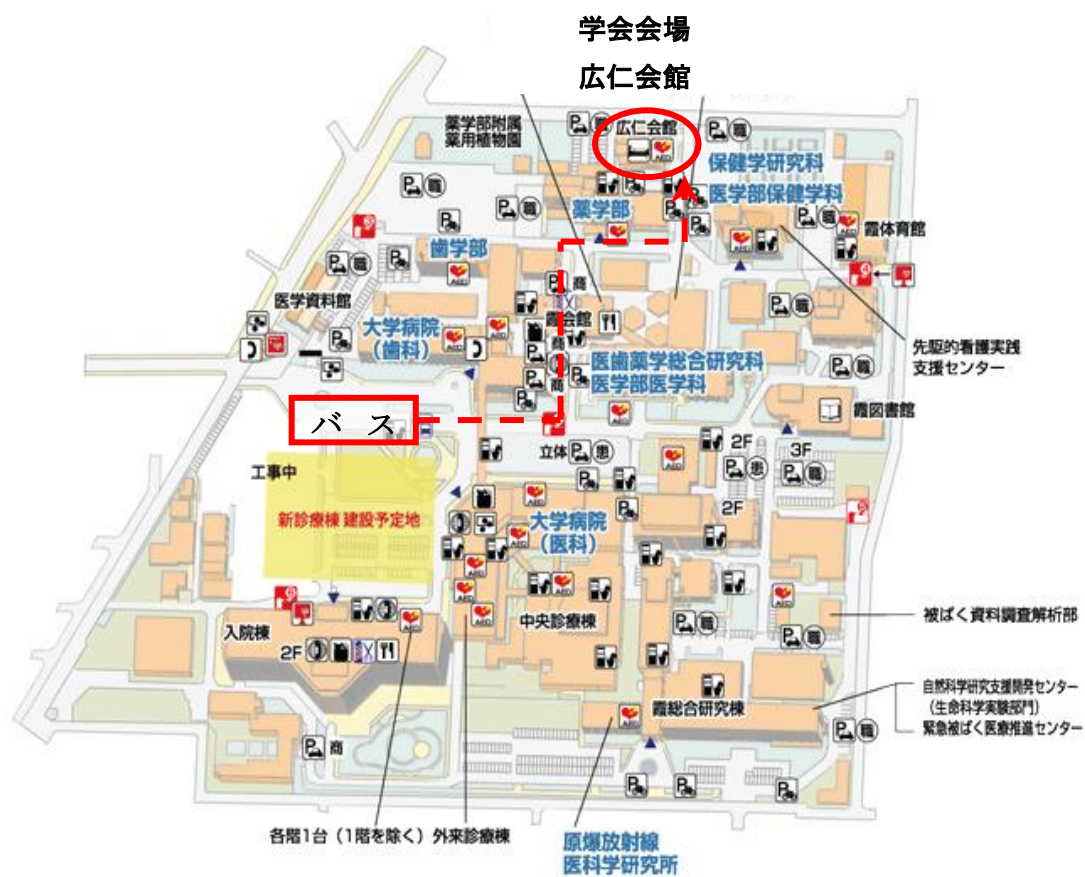 学会会場
広仁会館
薬学部附属
薬用植物園
広仁会館
保健学研究科
医学部保健学科
薬学部
歯学部
霞体育館
医学資料館
商
霞会館
大学病院
(歯科)
商
商
医歯薬学総合研究科
医学部医学科
先駆的看護実践
支援センター
霞図書館
バ ス
立体 P 患
2F
3F
P 患
P 職
2F
工事中
新診療棟 建設予定地
大学病院
(医科)
中央診療棟
入院棟
2F
被ばく資料調査解析部
自然科学研究支援開発センター
(生命科学実験部門)
緊急被ばく医療推進センター
霞総合研究棟
P 商
P 職
各階1台(1階を除く)
外来診療棟
原爆放射線
医科学研究所